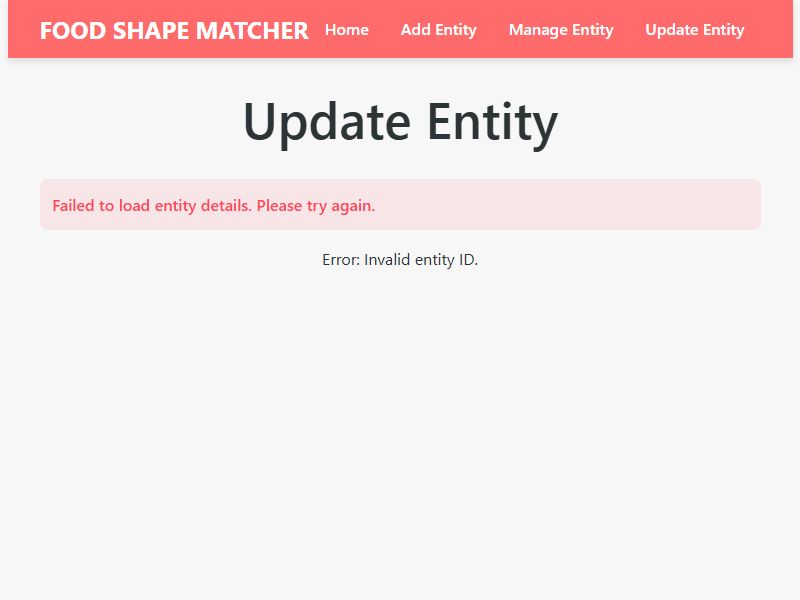 FOOD SHAPE MATCHER Home Add Entity Manage Entity Update Entity
Update Entity
Failed to load entity details. Please try again.
Error: Invalid entity ID.